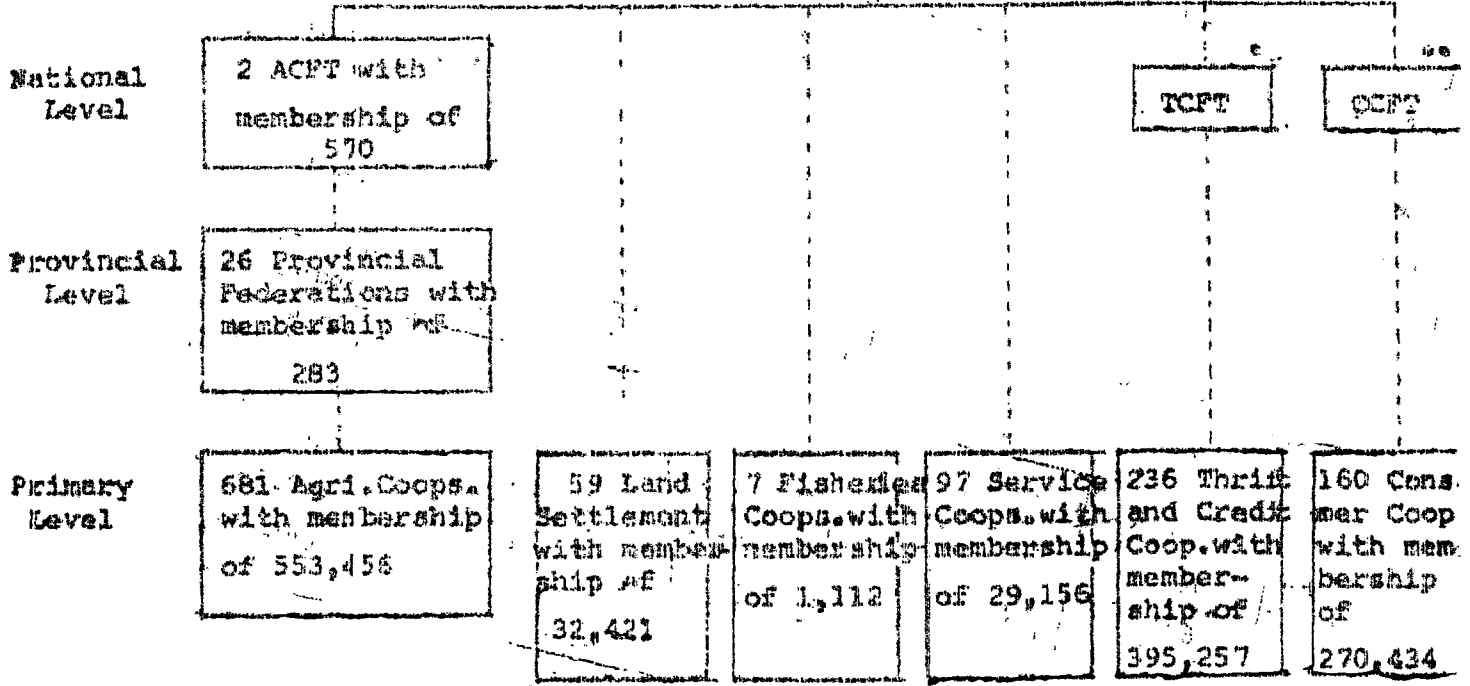 National
Level
2 ACFT with
membership of
570
TCFT
CCFT
Provincial
Level
26 Provincial
Federations with
membership of
283
Primary
Level
681 Agri.Coops.
with membership
of 553,456
59 Land
Settlement
with member-
ship of
32,421
7 Fisheries
Coops.with
membership
of 1,112
97 Service
Coops.with
membership
of 29,156
236 Thrift
and Credit
Coop.with
member-
ship of
395,257
160 Cons
mer Coop
with mem
bership
of
270,434